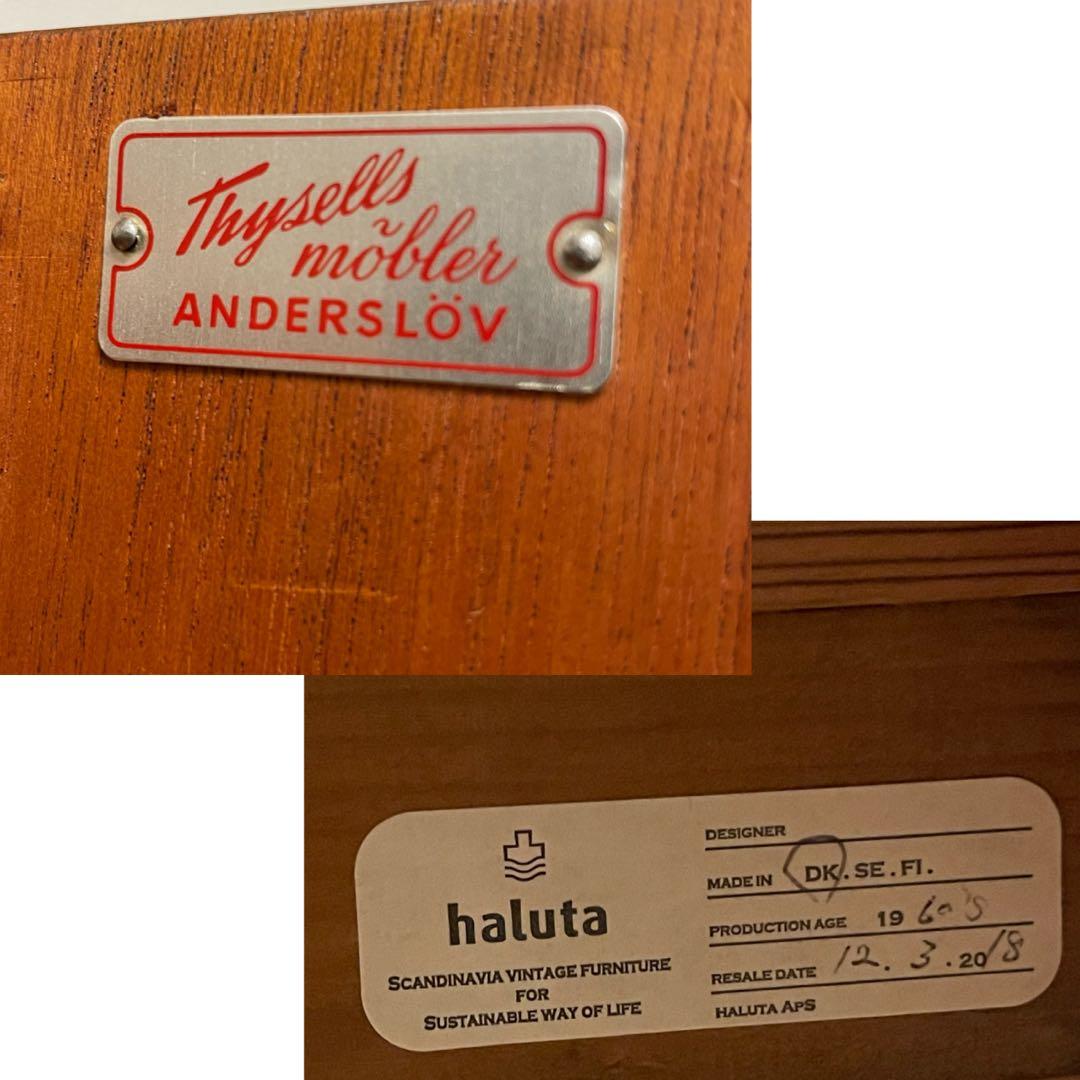 Thysells
möbler
ANDERSLÖV
haluta
SCANDINAVIA VINTAGE FURNITURE
FOR
SUSTAINABLE WAY OF LIFE
DESIGNER
MADE IN DK.SE.FI.
PRODUCTION AGE 1960's
RESALE DATE 12.3.2018
HALUTA APS